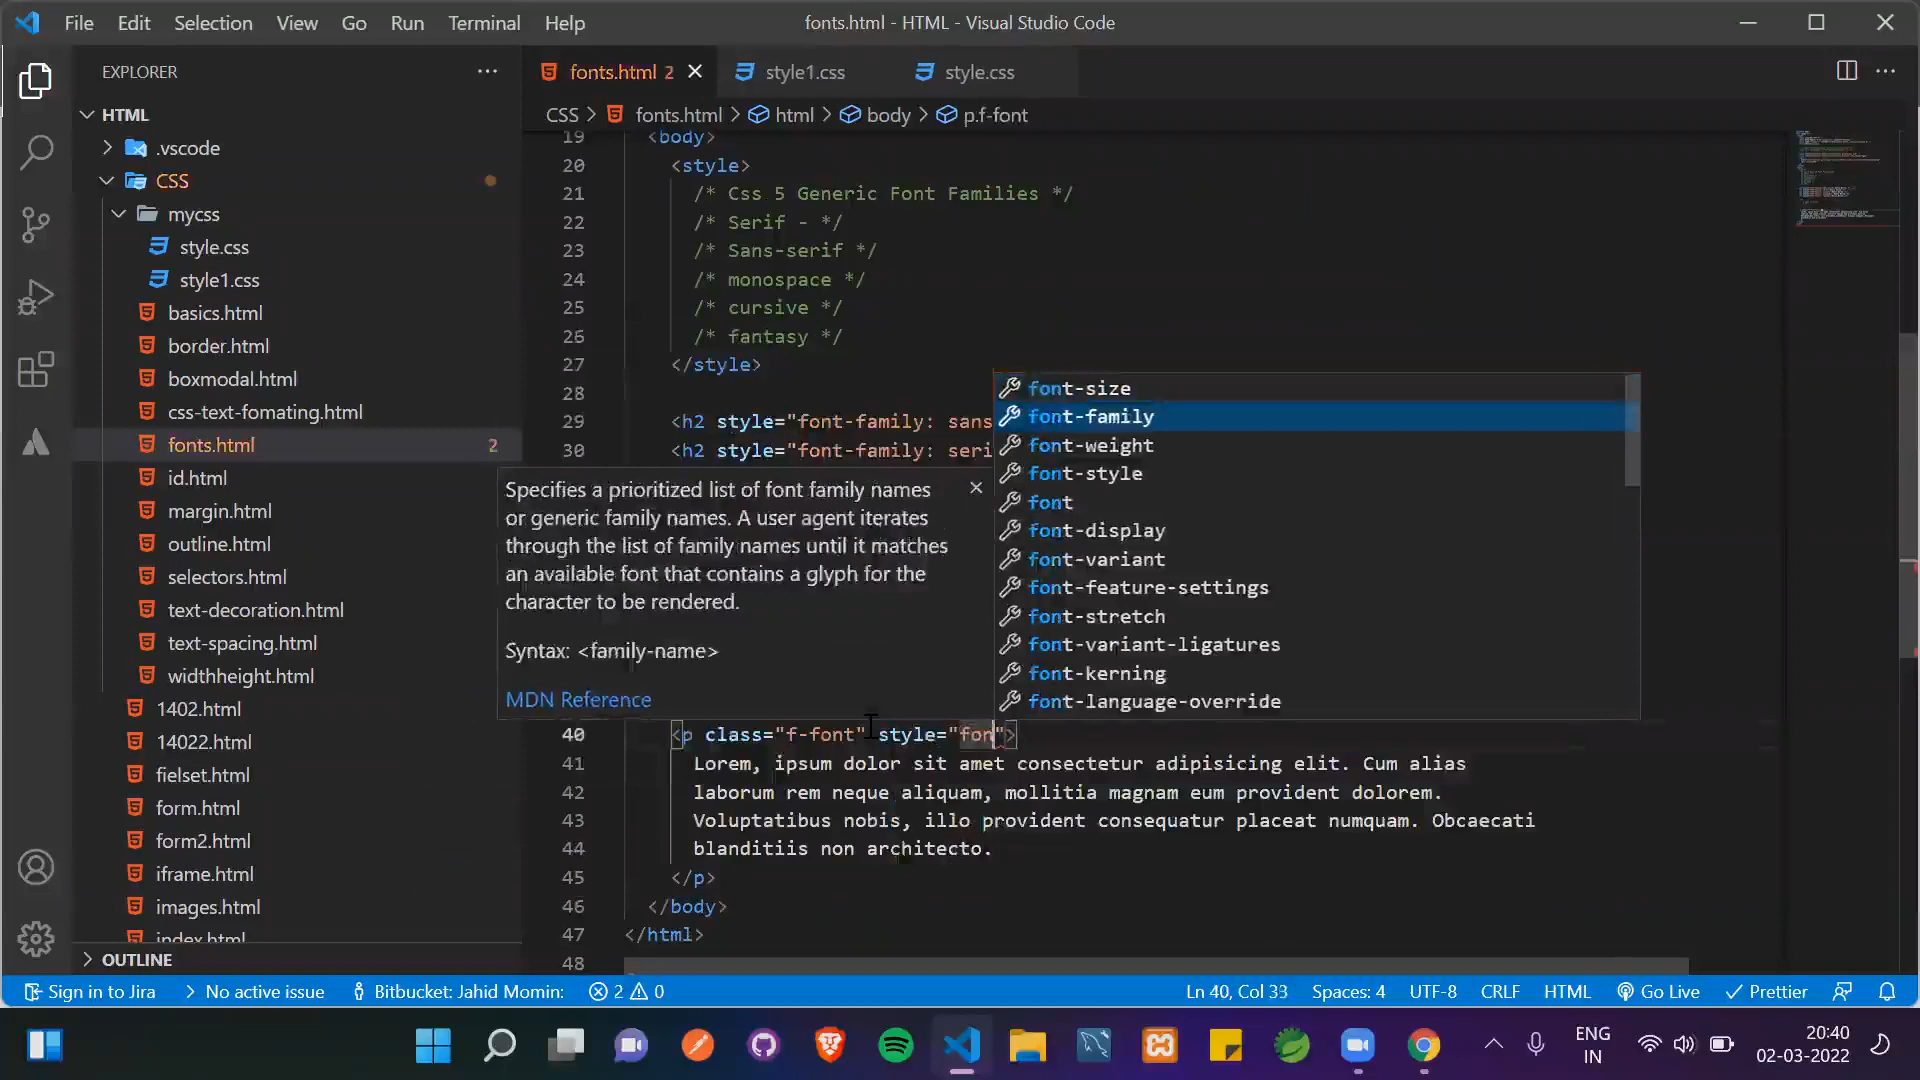 File Edit Selection View Go Run Terminal Help
fonts.html - HTML - Visual Studio Code
EXPLORER
HTML
.vscode
CSS
mycss
style.css
style1.css
basics.html
border.html
boxmodal.html
css-text-fomating.html
fonts.html 2
id.html
margin.html
outline.html
selectors.html
text-decoration.html
text-spacing.html
widthheight.html
1402.html
14022.html
fielset.html
form.html
form2.html
iframe.html
images.html
index.html
OUTLINE
fonts.html 2 style1.css style.css
CSS > fonts.html > html > body > p.f-font
19 <body>
20 <style>
21 /* Css 5 Generic Font Families */
22 /* Serif - */
23 /* Sans-serif */
24 /* monospace */
25 /* cursive */
26 /* fantasy */
27 </style>
28
29 <h2 style="font-family: sans
30 <h2 style="font-family: seri
Specifies a prioritized list of font family names
or generic family names. A user agent iterates
through the list of family names until it matches
an available font that contains a glyph for the
character to be rendered.
Syntax: <family-name>
MDN Reference
font-size
font-family
font-weight
font-style
font
font-display
font-variant
font-feature-settings
font-stretch
font-variant-ligatures
font-kerning
font-language-override
40 <p class="f-font" style="fon">
41 Lorem, ipsum dolor sit amet consectetur adipisicing elit. Cum alias
42 laborum rem neque aliquam, mollitia magnam eum provident dolorem.
43 Voluptatibus nobis, illo provident consequatur placeat numquam. Obcaecati
44 blanditiis non architecto.
45 </p>
46 </body>
47 </html>
48
Sign in to Jira > No active issue Bitbucket: Jahid Momin: 2 0 Ln 40, Col 33 Spaces: 4 UTF-8 CRLF HTML Go Live Prettier
ENG
IN
20:40
02-03-2022